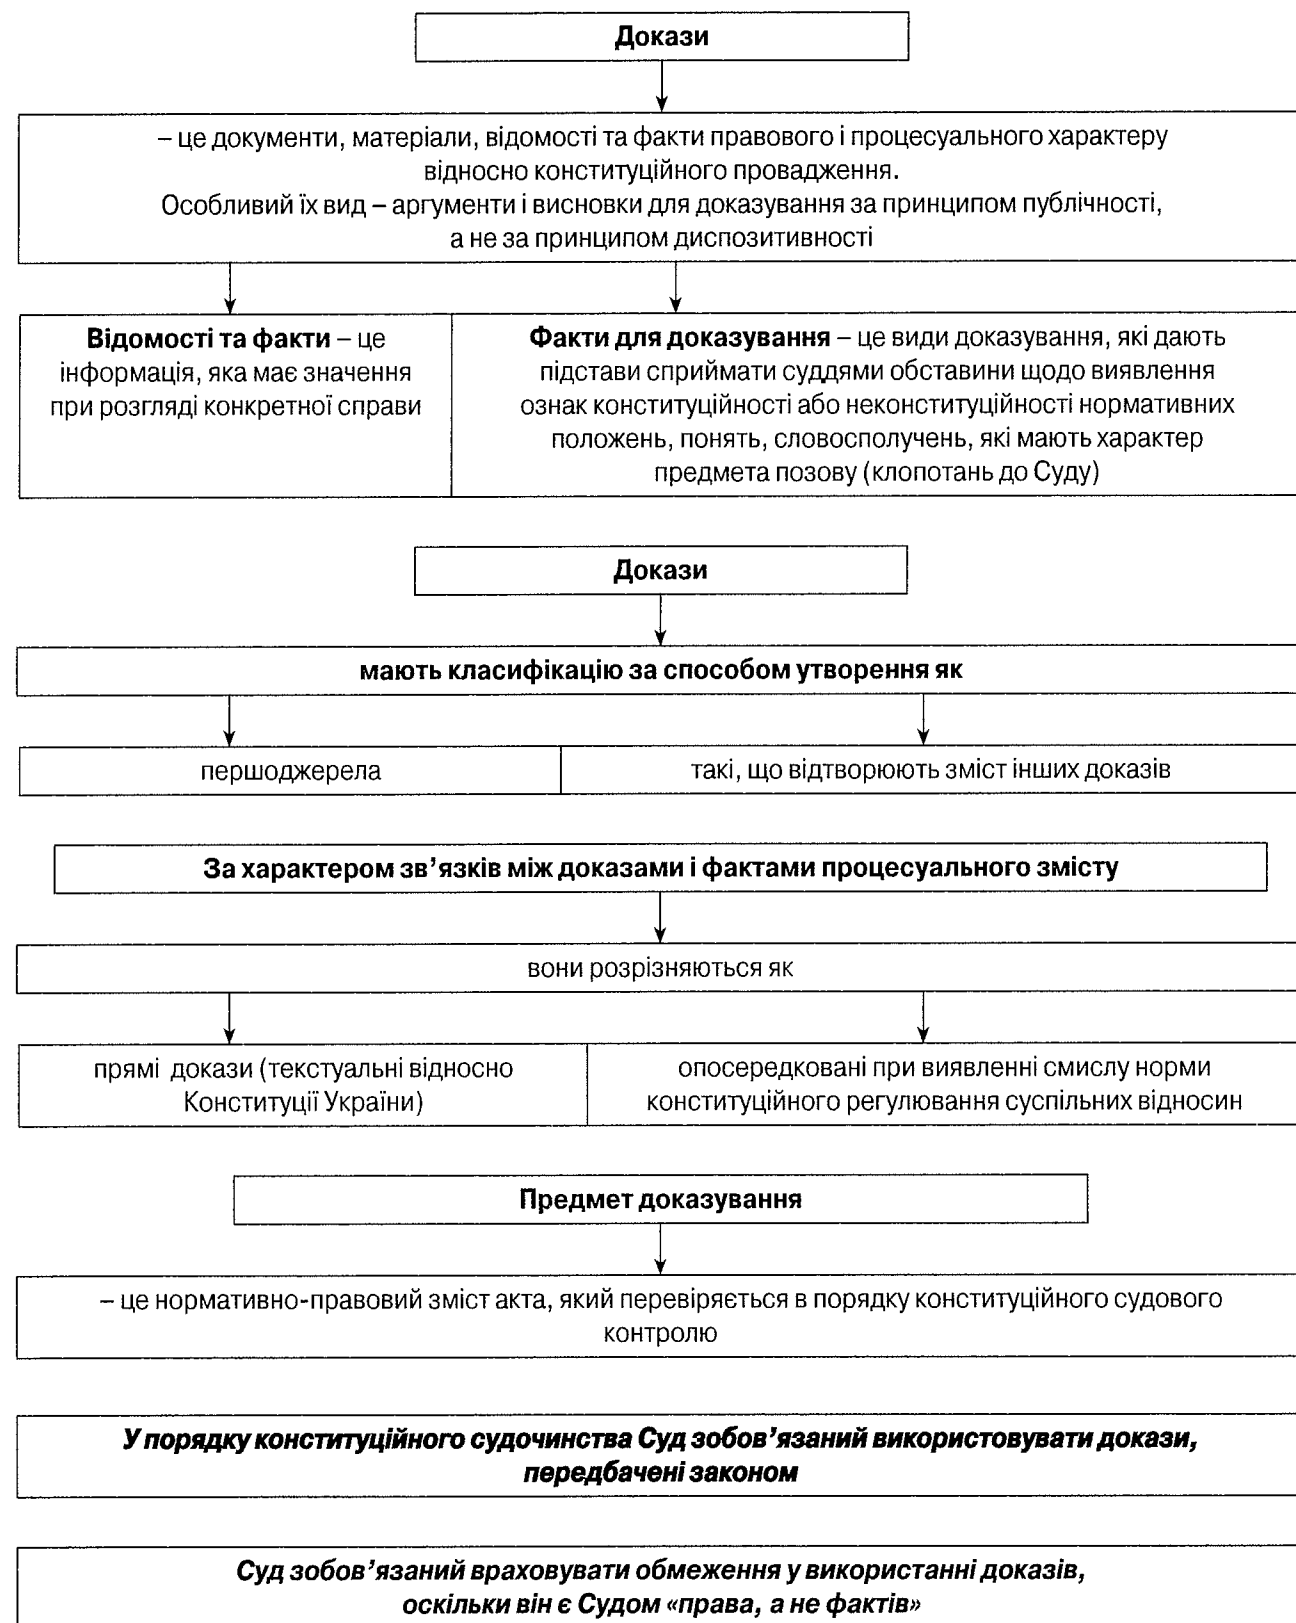 Докази
– це документи, матеріали, відомості та факти правового і процесуального характеру
відносно конституційного провадження.
Особливий їх вид – аргументи і висновки для доказування за принципом публічності,
а не за принципом диспозитивності
Відомості та факти – це
інформація, яка має значення
при розгляді конкретної справи
Факти для доказування – це види доказування, які дають
підстави сприймати суддями обставини щодо виявлення
ознак конституційності або неконституційності нормативних
положень, понять, словосполучень, які мають характер
предмета позову (клопотань до Суду)
Докази
мають класифікацію за способом утворення як
першоджерела
такі, що відтворюють зміст інших доказів
За характером зв’язків між доказами і фактами процесуального змісту
вони розрізняються як
прямі докази (текстуальні відносно
Конституції України)
опосередковані при виявленні смислу норми
конституційного регулювання суспільних відносин
Предмет доказування
– це нормативно-правовий зміст акта, який перевіряється в порядку конституційного судового
контролю
У порядку конституційного судочинства Суд зобов’язаний використовувати докази,
передбачені законом
Суд зобов’язаний враховувати обмеження у використанні доказів,
оскільки він є Судом «права, а не фактів»